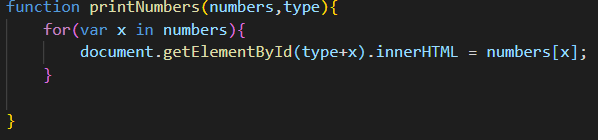 function printNumbers(numbers,type){
for(var x in numbers){
document.getElementById(type+x).innerHTML = numbers[x];
}
}